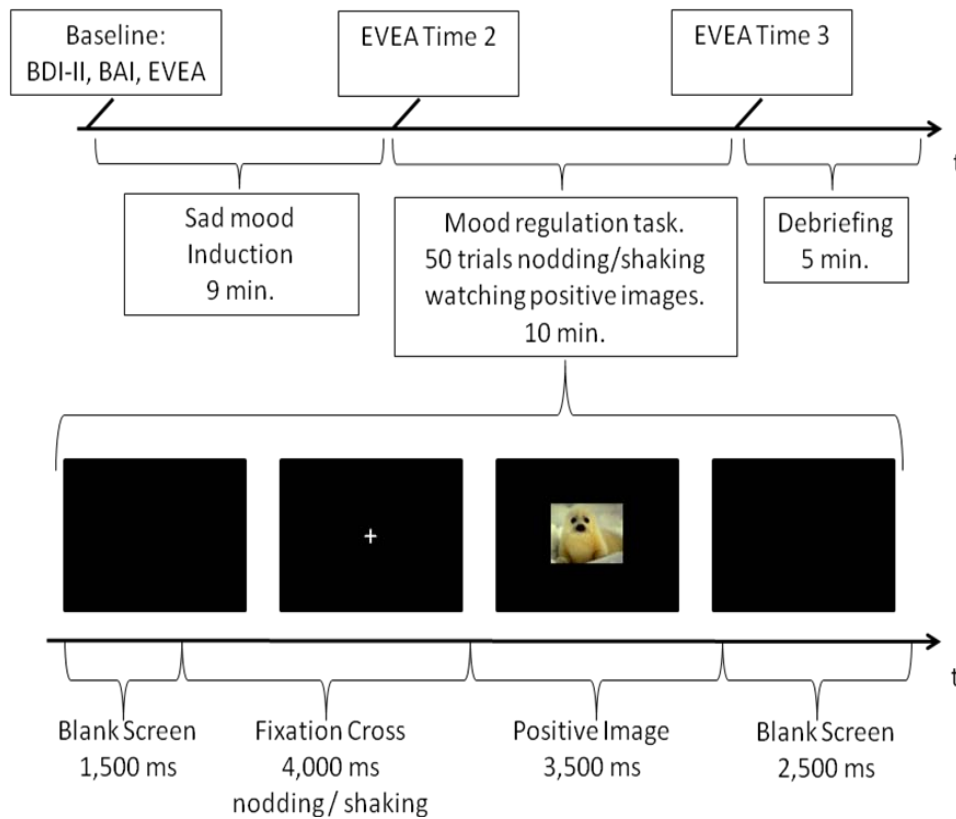 Baseline:
BDI-II, BAI, EVEA
EVEA Time 2
EVEA Time 3
t
Sad mood
Induction
9 min.
Mood regulation task.
50 trials nodding/shaking
watching positive images.
10 min.
Debriefing
5 min.
+
t
Blank Screen
1,500 ms
Fixation Cross
4,000 ms
nodding / shaking
Positive Image
3,500 ms
Blank Screen
2,500 ms